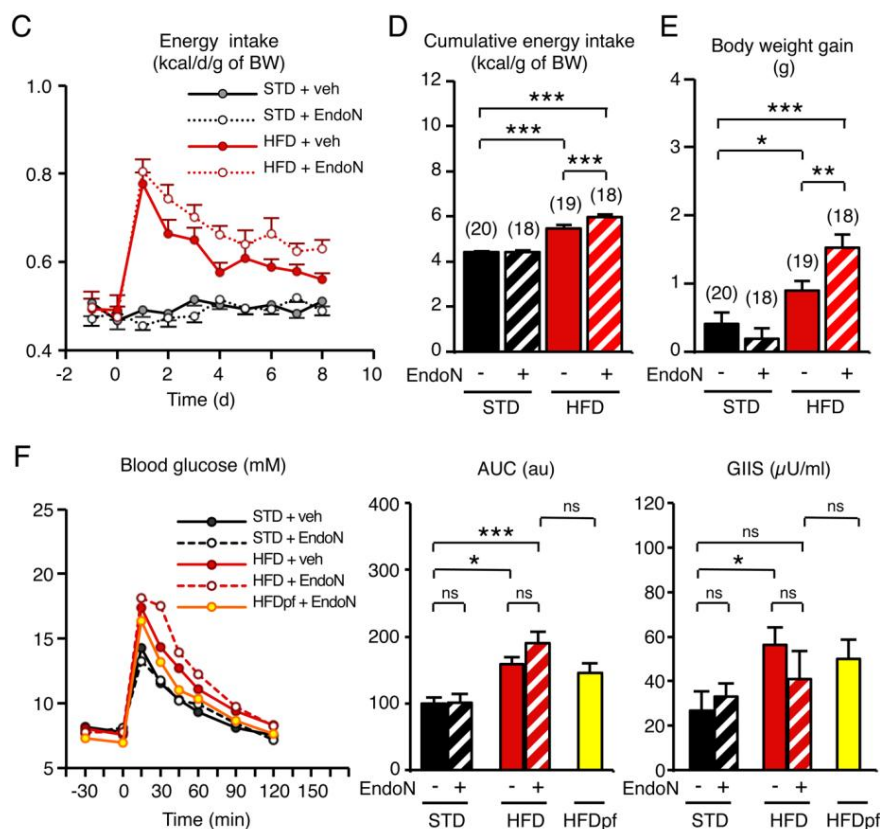 C
Energy intake
(kcal/d/g of BW)
STD + veh
STD + EndoN
HFD + veh
HFD + EndoN
1.0
0.8
0.6
0.4
-2 0 2 4 6 8 10
Time (d)
D
Cumulative energy intake
(kcal/g of BW)
12
10
8
6
4
2
0
***
***
***
(20) (18) (19) (18)
EndoN - + - +
STD HFD
E
Body weight gain
(g)
4
3
2
1
0
***
*
**
(20) (18) (19) (18)
EndoN - + - +
STD HFD
F
Blood glucose (mM)
STD + veh
STD + EndoN
HFD + veh
HFD + EndoN
HFDpf + EndoN
25
20
15
10
5
-30 0 30 60 90 120 150
Time (min)
AUC (au)
400
300
200
100
0
ns
***
*
ns ns
EndoN - + - +
STD HFD HFDpf
GIIS (µU/ml)
120
100
80
60
40
20
0
ns
ns
*
ns ns
EndoN - + - +
STD HFD HFDpf